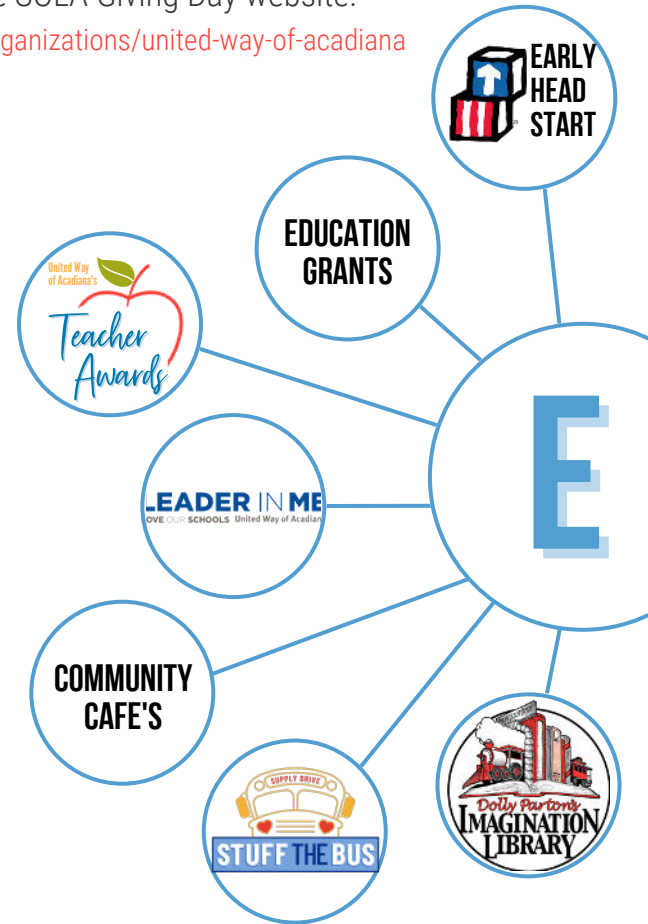 SOLA Giving Day website:
ganizations/united-way-of-acadiana
EARLY
HEAD
START
EDUCATION
GRANTS
United Way
of Acadiana's
Teacher
Awards
LEADER IN ME
OVE OUR SCHOOLS United Way of Acadian
E
COMMUNITY
CAFE'S
SUPPLY DRIVE
STUFF THE BUS
Dolly Parton's
IMAGINATION
LIBRARY